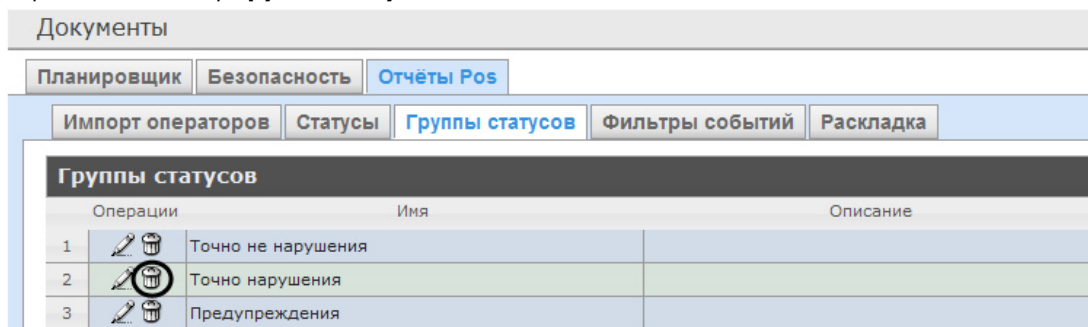 Документы
Планировщик Безопасность Отчёты Pos
Импорт операторов Статусы Группы статусов Фильтры событий Раскладка
Группы статусов
Операции Имя Описание
1 Точно не нарушения
2 Точно нарушения
3 Предупреждения